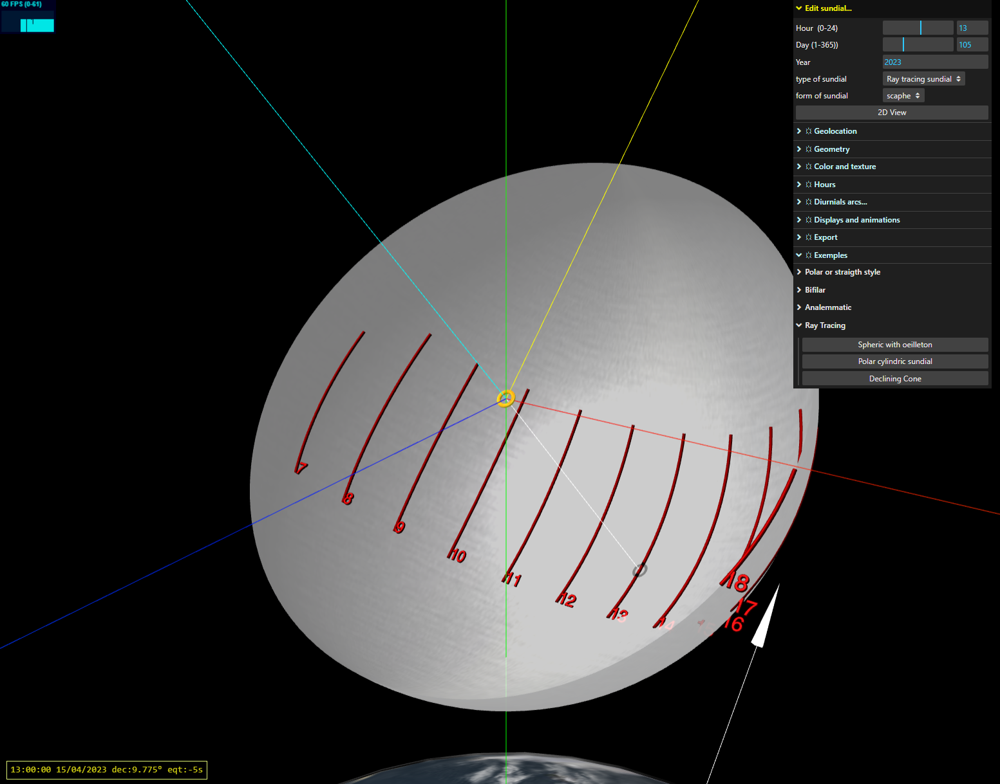 60 FPS (0-61)
Edit sundial...
Hour (0-24) 13
Day (1-365)) 105
Year 2023
type of sundial Ray tracing sundial
form of sundial scaphe
2D View
Geolocation
Geometry
Color and texture
Hours
Diurnials arcs...
Displays and animations
Export
Exemples
Polar or straigth style
Bifilar
Analemmatic
Ray Tracing
Spheric with oeilleton
Polar cylindric sundial
Declining Cone
7
8
9
10
11
12
13
14
16
17
18
13:00:00 15/04/2023 dec:9.775° eqt:-5s